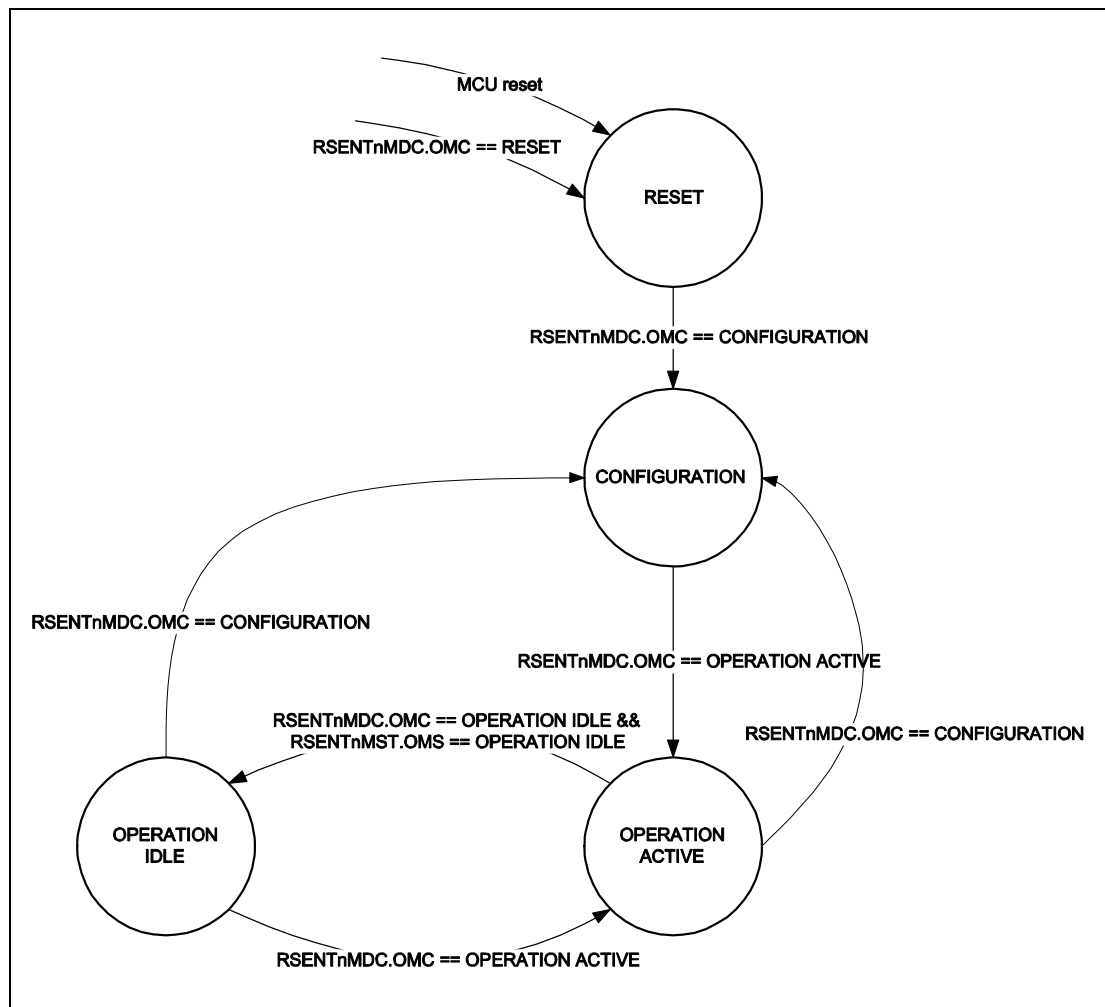 MCU reset
RSENTnMDC.OMC == RESET
RESET
RSENTnMDC.OMC == CONFIGURATION
CONFIGURATION
RSENTnMDC.OMC == CONFIGURATION
RSENTnMDC.OMC == OPERATION ACTIVE
RSENTnMDC.OMC == OPERATION IDLE &&
RSENTnMST.OMS == OPERATION IDLE
RSENTnMDC.OMC == CONFIGURATION
OPERATION
IDLE
OPERATION
ACTIVE
RSENTnMDC.OMC == OPERATION ACTIVE